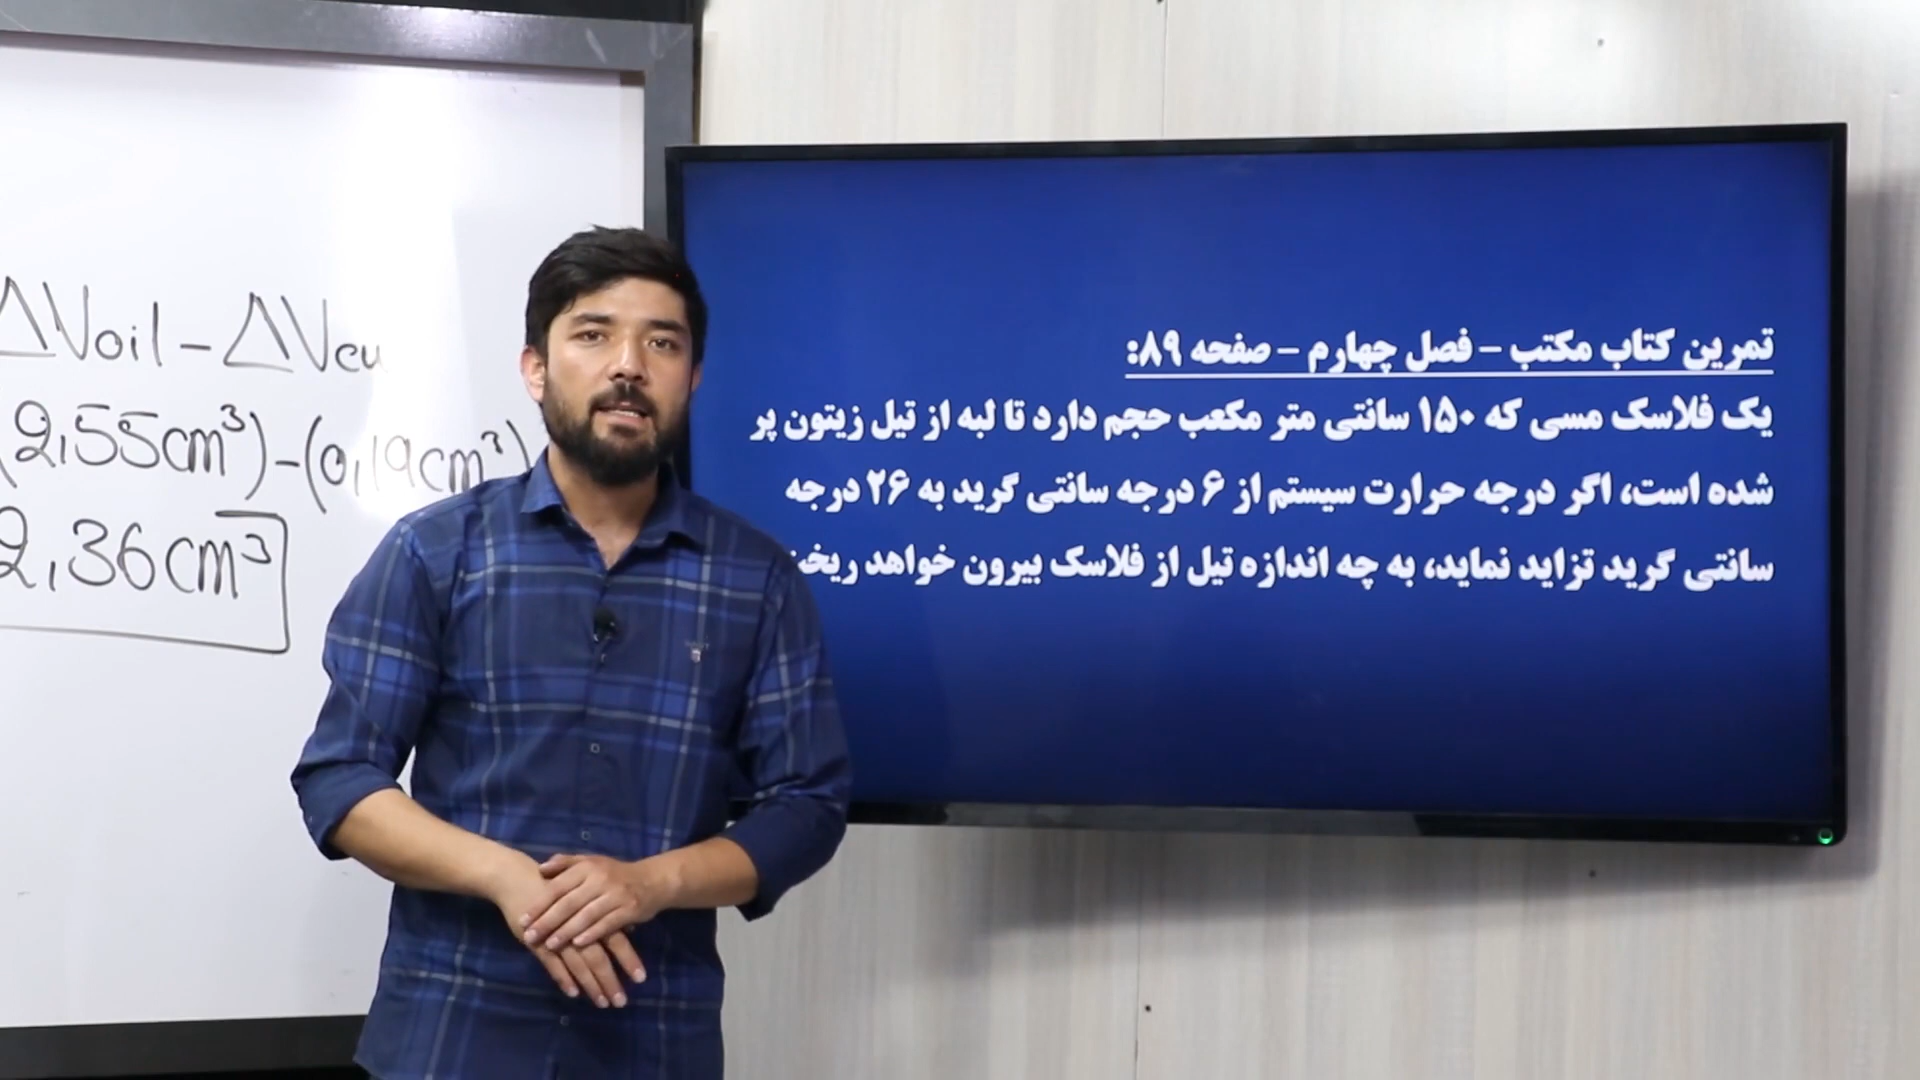 ΔVoil - ΔVcu
(2,55cm³)-(0,19cm³)
2,36cm³
تمرین کتاب مکتب - فصل چهارم - صفحه ۸۹:
یک فلاسک مسی که ۱۵۰ سانتی متر مکعب حجم دارد تا لبه از تیل زیتون پر
شده است، اگر درجه حرارت سیستم از ۶ درجه سانتی گرید به ۲۶ درجه
سانتی گرید تزاید نماید، به چه اندازه تیل از فلاسک بیرون خواهد